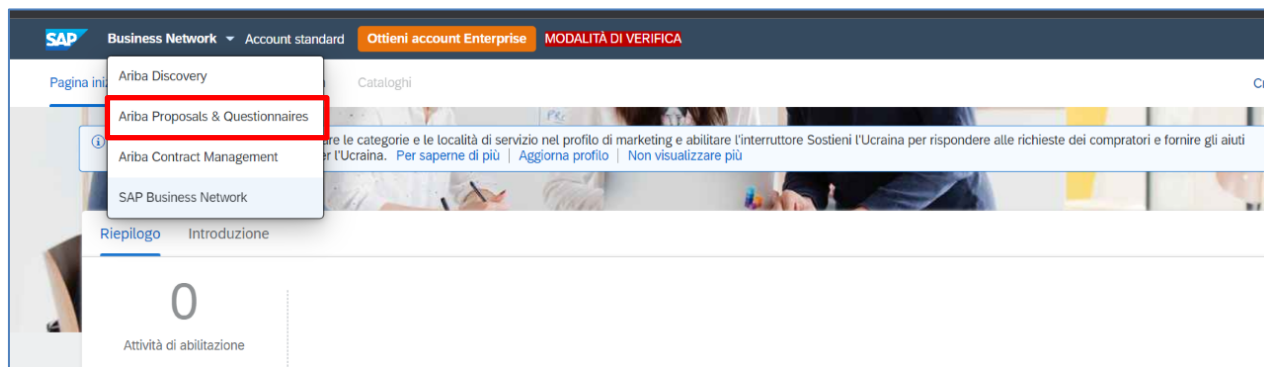 SAP Business Network Account standard Ottieni account Enterprise MODALITÀ DI VERIFICA
Pagina Cataloghi
Ariba Discovery
Ariba Proposals & Questionnaires
Ariba Contract Management
SAP Business Network
le categorie e le località di servizio nel profilo di marketing e abilitare l'interruttore Sostieni l'Ucraina per rispondere alle richieste dei compratori e fornire gli aiuti
l'Ucraina. Per saperne di più | Aggiorna profilo | Non visualizzare più
Riepilogo Introduzione
0
Attività di abilitazione